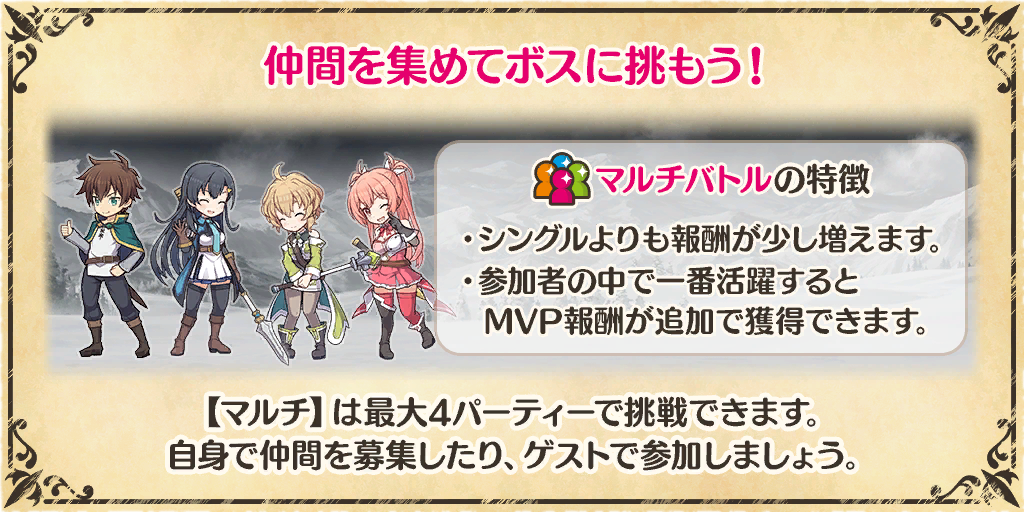 仲間を集めてボスに挑もう!
マルチバトルの特徴
・シングルよりも報酬が少し増えます。
・参加者の中で一番活躍すると
MVP報酬が追加で獲得できます。
【マルチ】は最大4パーティーで挑戦できます。
自身で仲間を募集したり、ゲストで参加しましょう。